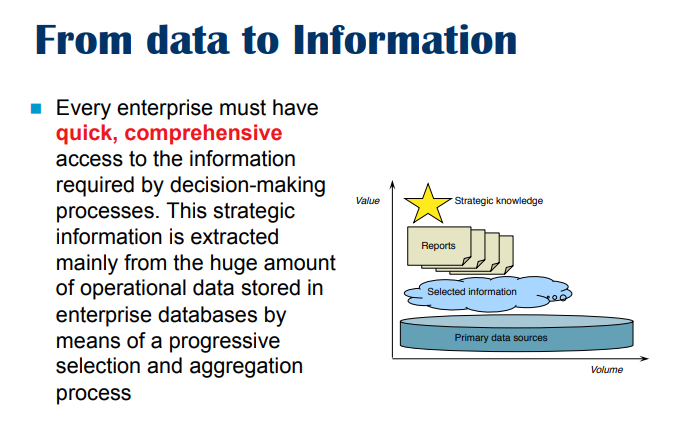 From data to Information
Every enterprise must have
quick, comprehensive
access to the information
required by decision-making
processes. This strategic
information is extracted
mainly from the huge amount
of operational data stored in
enterprise databases by
means of a progressive
selection and aggregation
process
Value
Strategic knowledge
Reports
Selected information
Primary data sources
Volume